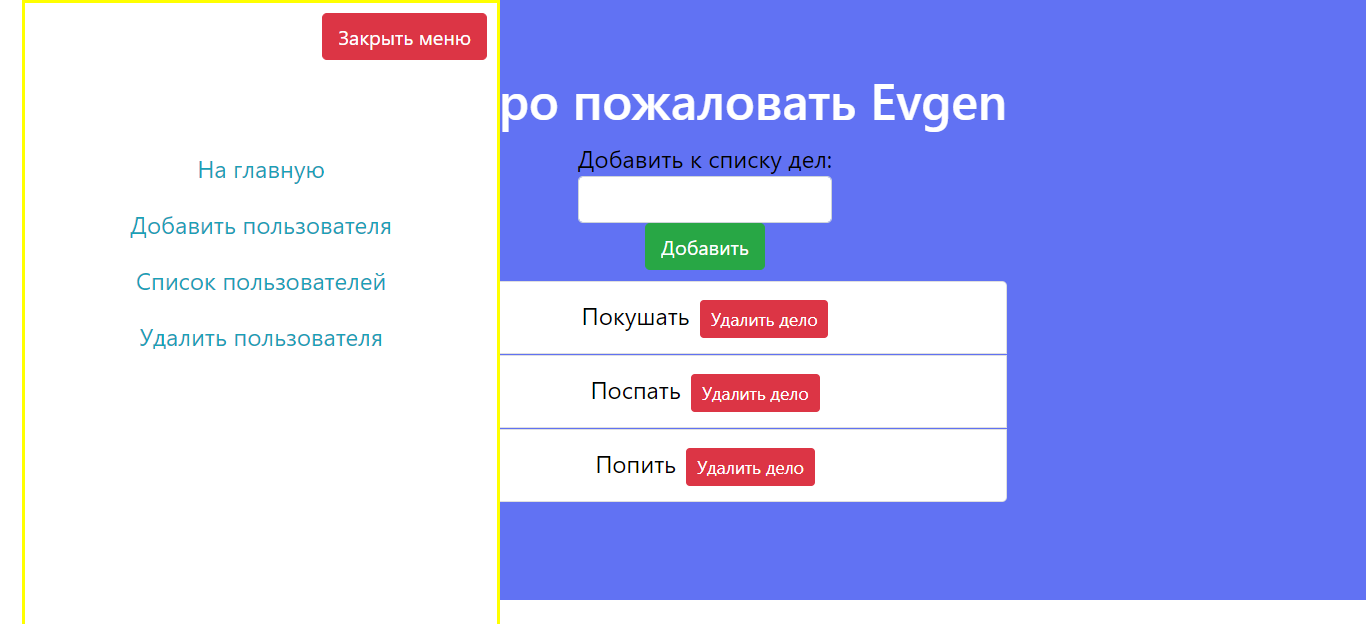 Закрыть меню
На главную
Добавить пользователя
Список пользователей
Удалить пользователя
ро пожаловать Evgen
Добавить к списку дел:
Добавить
Покушать Удалить дело
Поспать Удалить дело
Попить Удалить дело